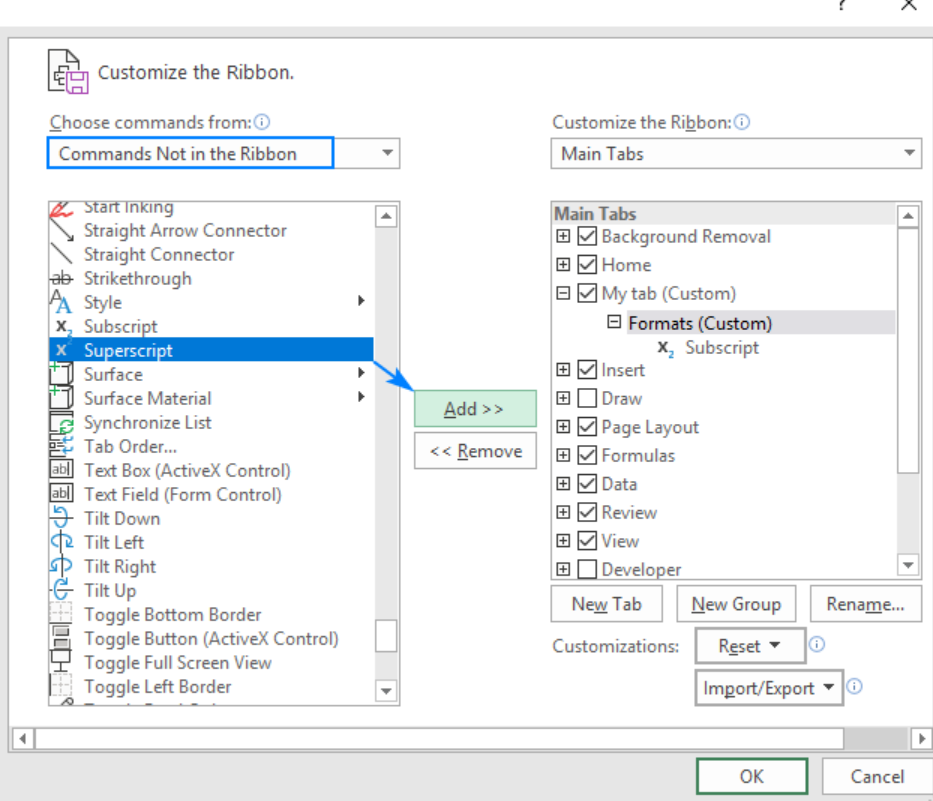 ?
Customize the Ribbon.
Choose commands from:
Customize the Ribbon:
Commands Not in the Ribbon
Main Tabs
Start Inking
Straight Arrow Connector
Straight Connector
ab Strikethrough
Style
x₂ Subscript
x Superscript
Surface
Surface Material
Synchronize List
Tab Order...
ab| Text Box (ActiveX Control)
ab| Text Field (Form Control)
Tilt Down
Tilt Left
Tilt Right
Tilt Up
Toggle Bottom Border
Toggle Button (ActiveX Control)
Toggle Full Screen View
Toggle Left Border
Add >>
<< Remove
Main Tabs
Background Removal
Home
My tab (Custom)
Formats (Custom)
x₂ Subscript
Insert
Draw
Page Layout
Formulas
Data
Review
View
Developer
New Tab
New Group
Rename...
Customizations:
Reset
Import/Export
OK
Cancel